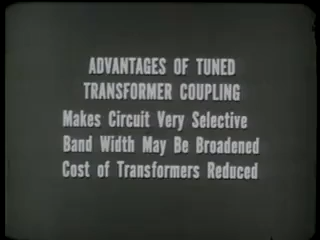 ADVANTAGES OF TUNED
TRANSFORMER COUPLING
Makes Circuit Very Selective
Band Width May Be Broadened
Cost of Transformers Reduced